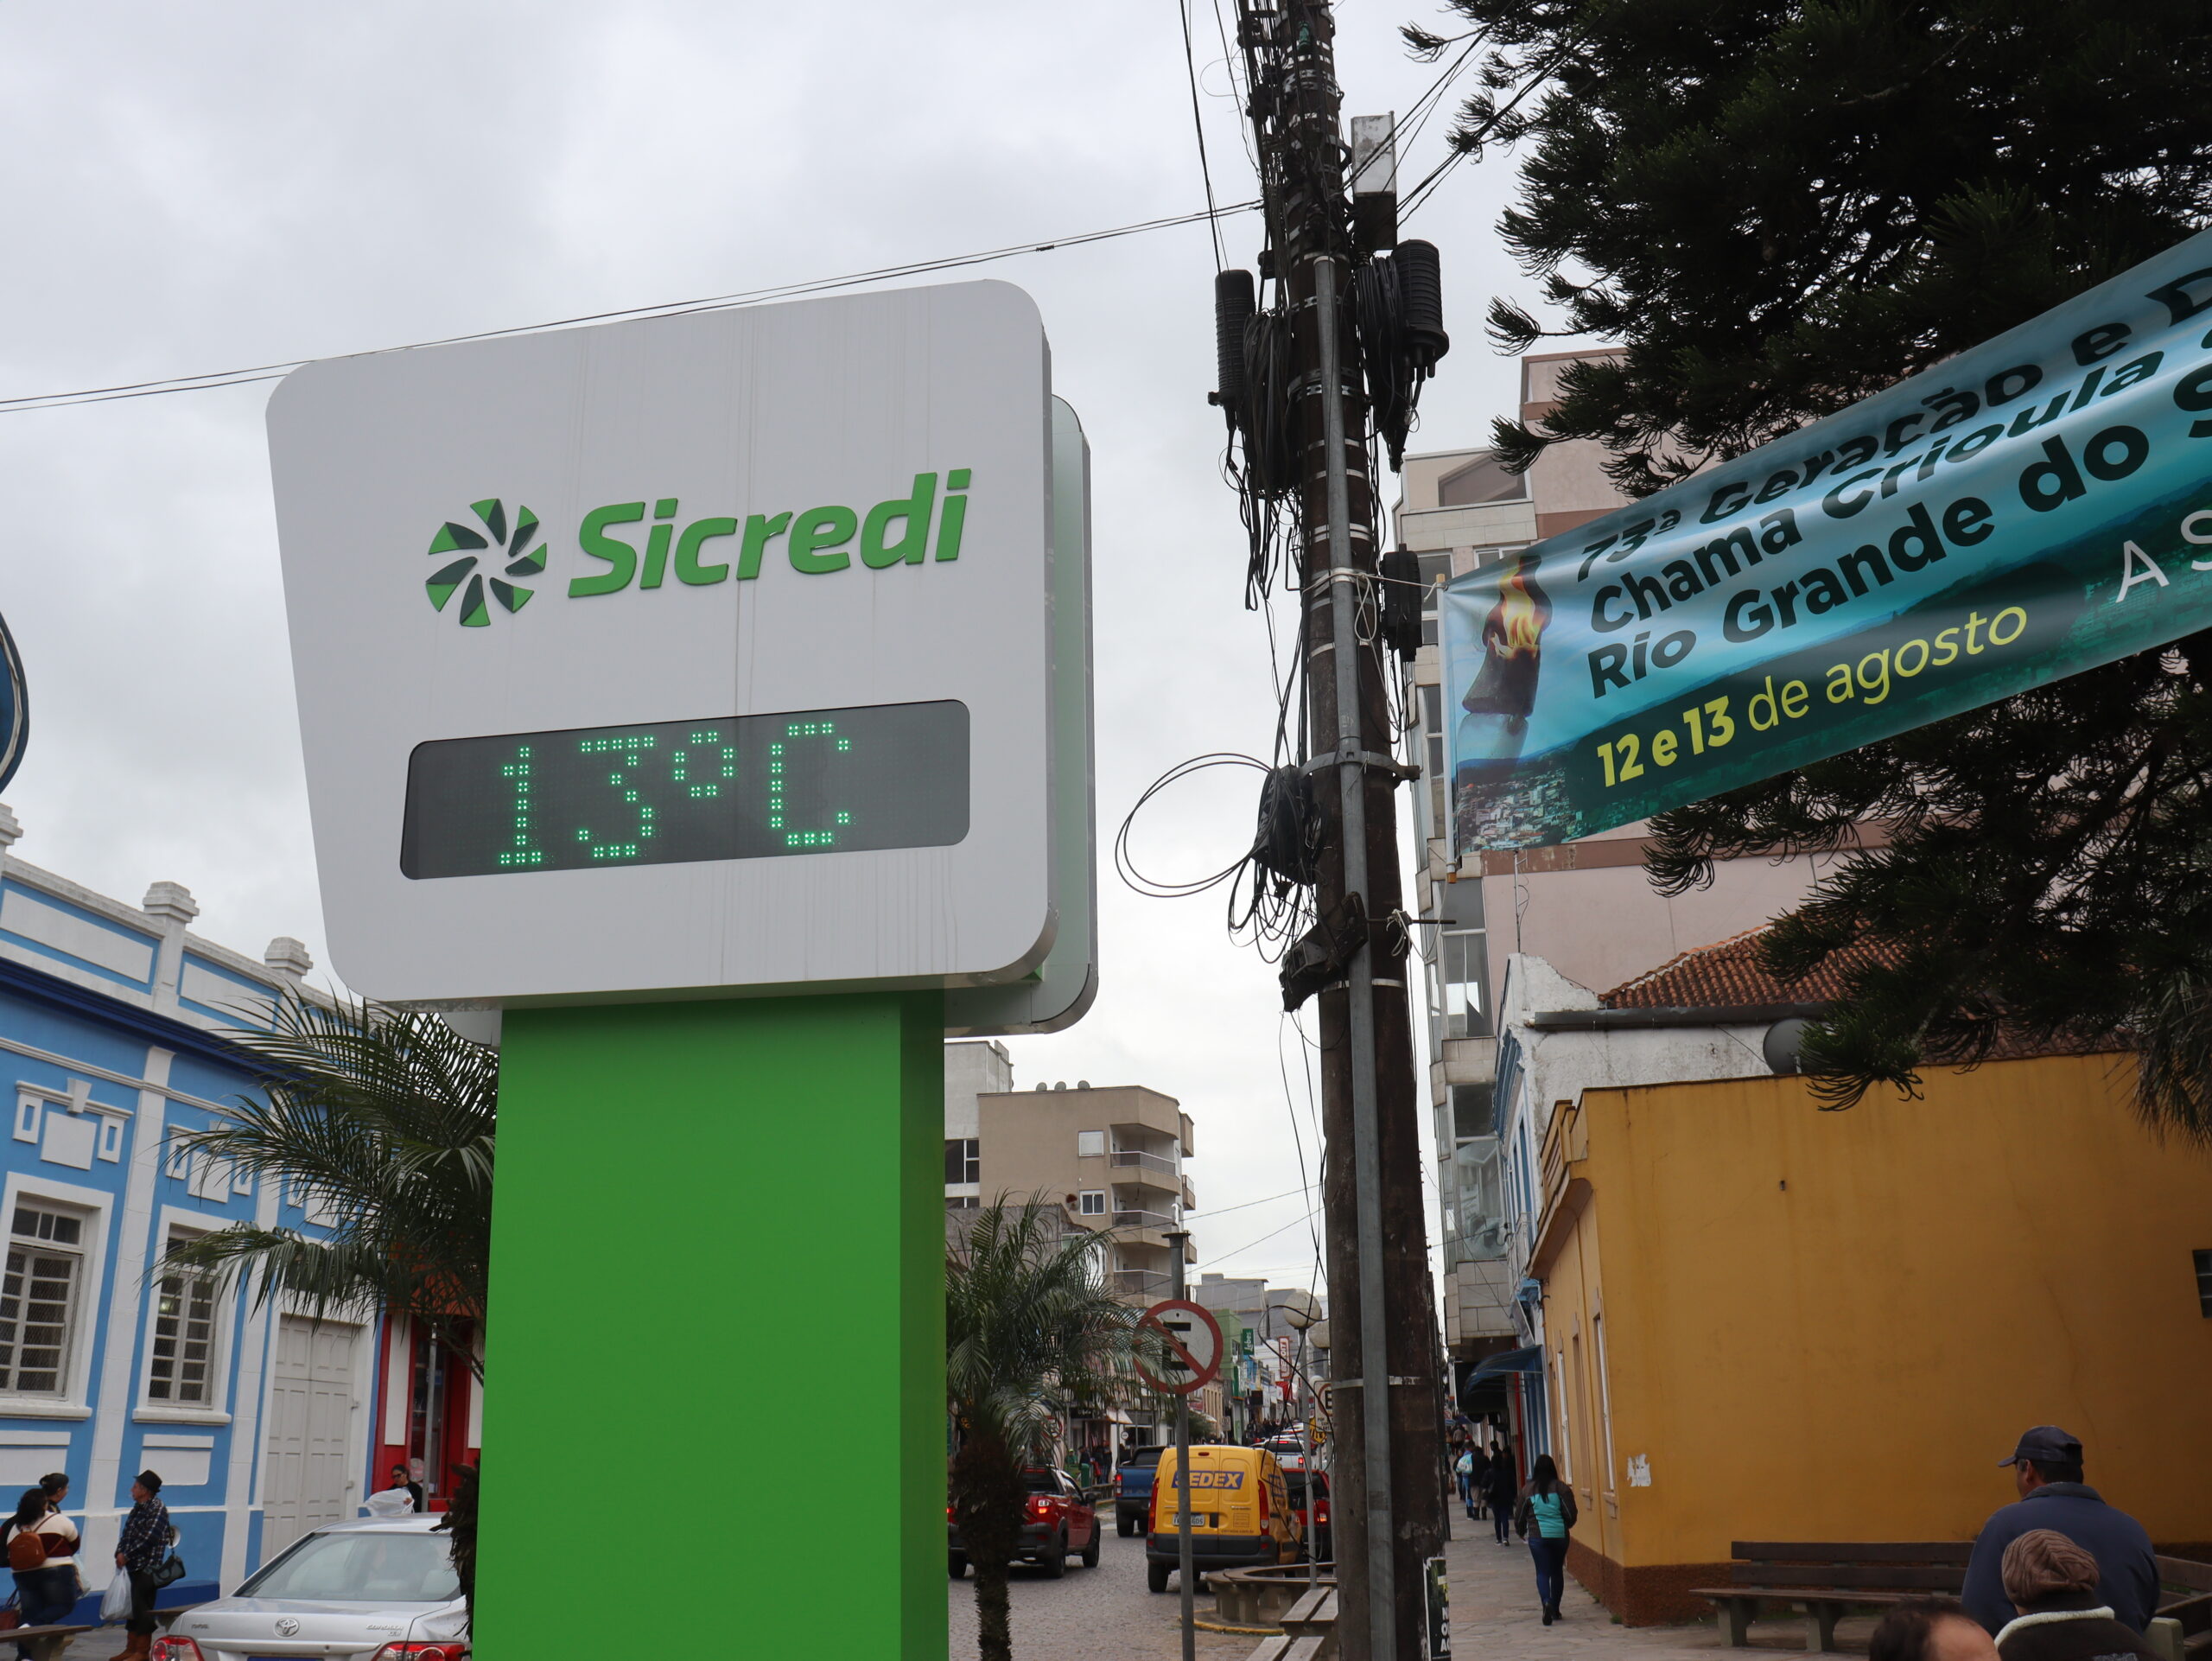 Sicredi
13°C
73ª Geração e
Chama Crioula
Rio Grande do
12 e 13 de agosto
A S
SEDEX
E